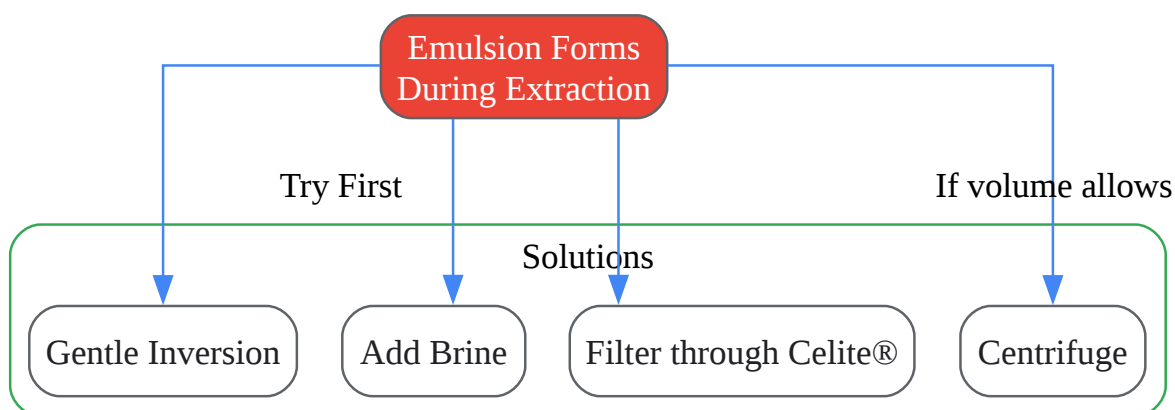 Emulsion Forms
During Extraction
Try First
If volume allows
Solutions
Gentle Inversion
Add Brine
Filter through Celite®
Centrifuge